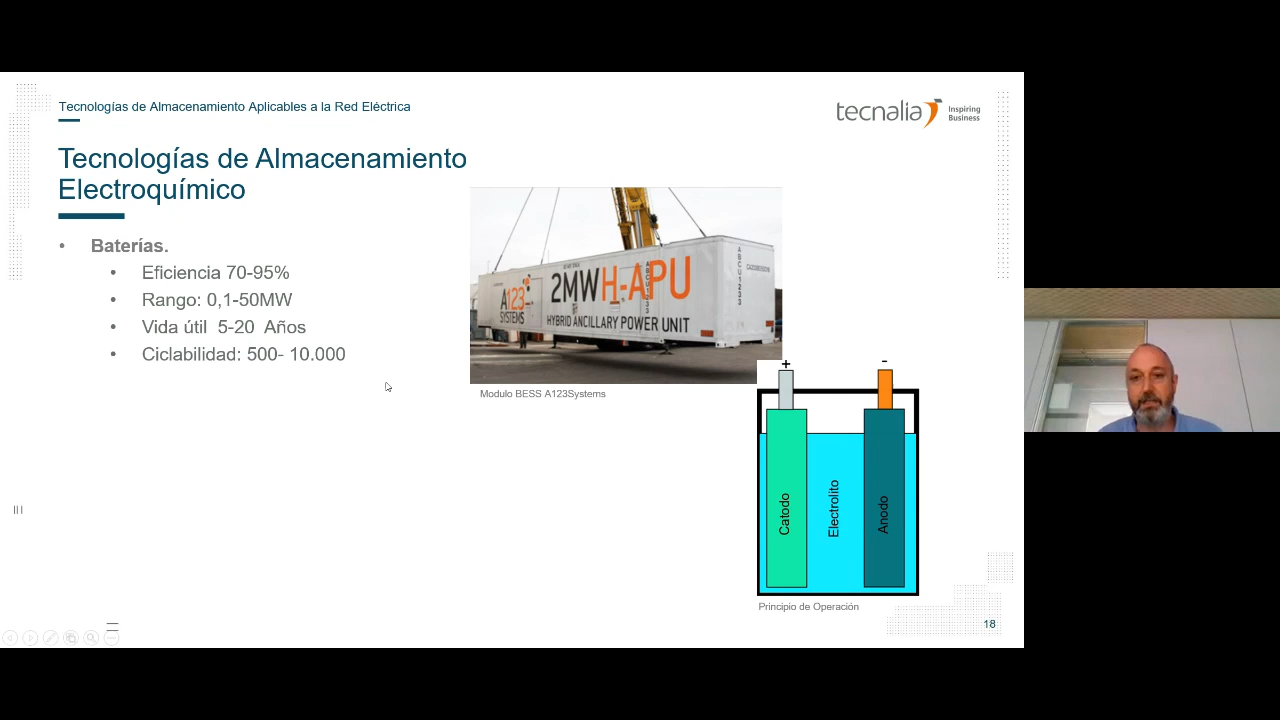 Tecnologías de Almacenamiento Aplicables a la Red Eléctrica
tecnalia
Inspiring
Business
Tecnologías de Almacenamiento
Electroquímico
• Baterías.
• Eficiencia 70-95%
• Rango: 0,1-50MW
• Vida útil 5-20 Años
• Ciclabilidad: 500- 10.000
A123
SYSTEMS
2MWH-APU
HYBRID ANCILLARY POWER UNIT
Modulo BESS A123Systems
+
-
Catodo
Electrolito
Anodo
Principio de Operación
18